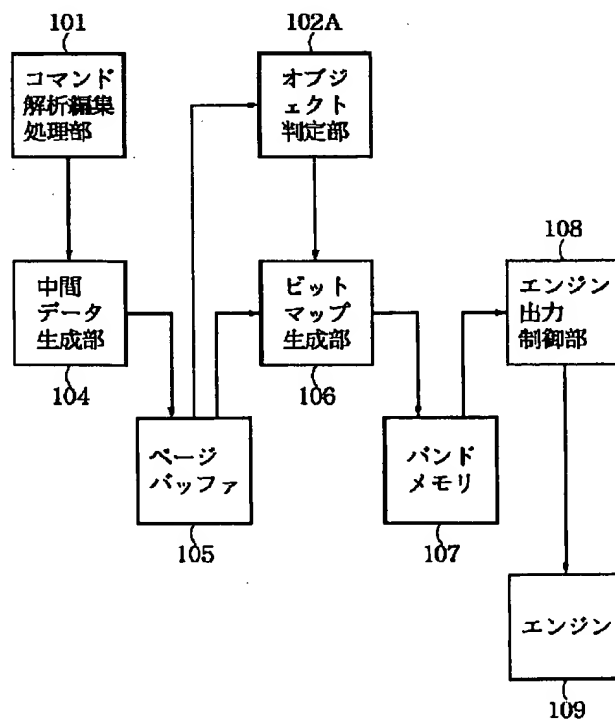 101
コマンド
解析編集
処理部
102A
オブジ
ェクト
判定部
中間
データ
生成部
104
ビット
マップ
生成部
106
108
エンジン
出力
制御部
ページ
バッファ
105
バンド
メモリ
107
エンジン
109